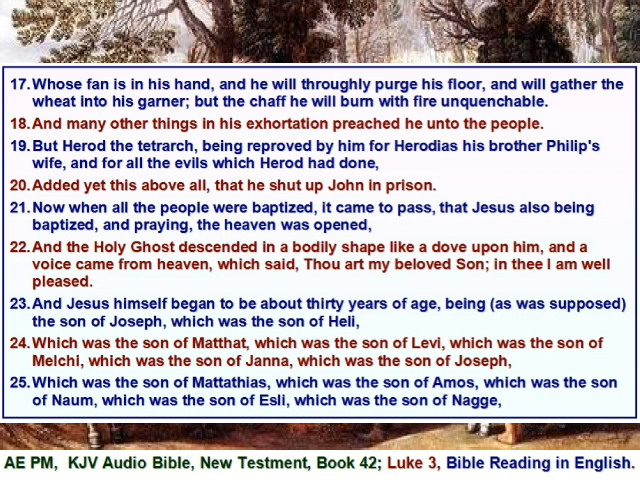 17. Whose fan is in his hand, and he will throughly purge his floor, and will gather the
wheat into his garner; but the chaff he will burn with fire unquenchable.
18. And many other things in his exhortation preached he unto the people.
19. But Herod the tetrarch, being reproved by him for Herodias his brother Philip's
wife, and for all the evils which Herod had done,
20. Added yet this above all, that he shut up John in prison.
21. Now when all the people were baptized, it came to pass, that Jesus also being
baptized, and praying, the heaven was opened,
22. And the Holy Ghost descended in a bodily shape like a dove upon him, and a
voice came from heaven, which said, Thou art my beloved Son; in thee I am well
pleased.
23. And Jesus himself began to be about thirty years of age, being (as was supposed)
the son of Joseph, which was the son of Heli,
24. Which was the son of Matthat, which was the son of Levi, which was the son of
Melchi, which was the son of Janna, which was the son of Joseph,
25. Which was the son of Mattathias, which was the son of Amos, which was the son
of Naum, which was the son of Esli, which was the son of Nagge,
AE PM, KJV Audio Bible, New Testment, Book 42; Luke 3, Bible Reading in English.